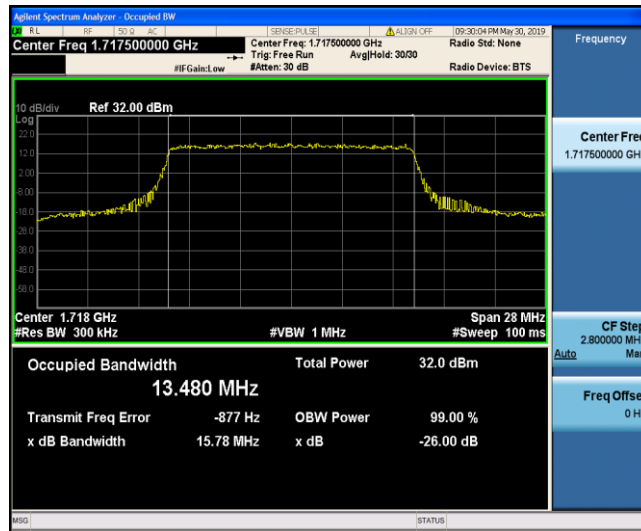 Agilent Spectrum Analyzer - Occupied BW
RL RF 50 Ω AC SENSE:PULSE ALIGN OFF 09:30:04 PM May 30, 2019
Center Freq 1.717500000 GHz
Center Freq: 1.717500000 GHz
Radio Std: None
Trig: Free Run Avg|Hold: 30/30
#IFGain:Low #Atten: 30 dB Radio Device: BTS
10 dB/div Ref 32.00 dBm
Log
22.0
12.0
2.00
-8.00
-18.0
-28.0
-38.0
-48.0
-58.0
Center 1.718 GHz Span 28 MHz
#Res BW 300 kHz #VBW 1 MHz #Sweep 100 ms
Occupied Bandwidth Total Power 32.0 dBm
13.480 MHz
Transmit Freq Error -877 Hz OBW Power 99.00 %
x dB Bandwidth 15.78 MHz x dB -26.00 dB
MSG STATUS
Frequency
Center Fre
1.717500000 GH
CF Step
2.800000 MH
Auto Ma
Freq Offse
0 H